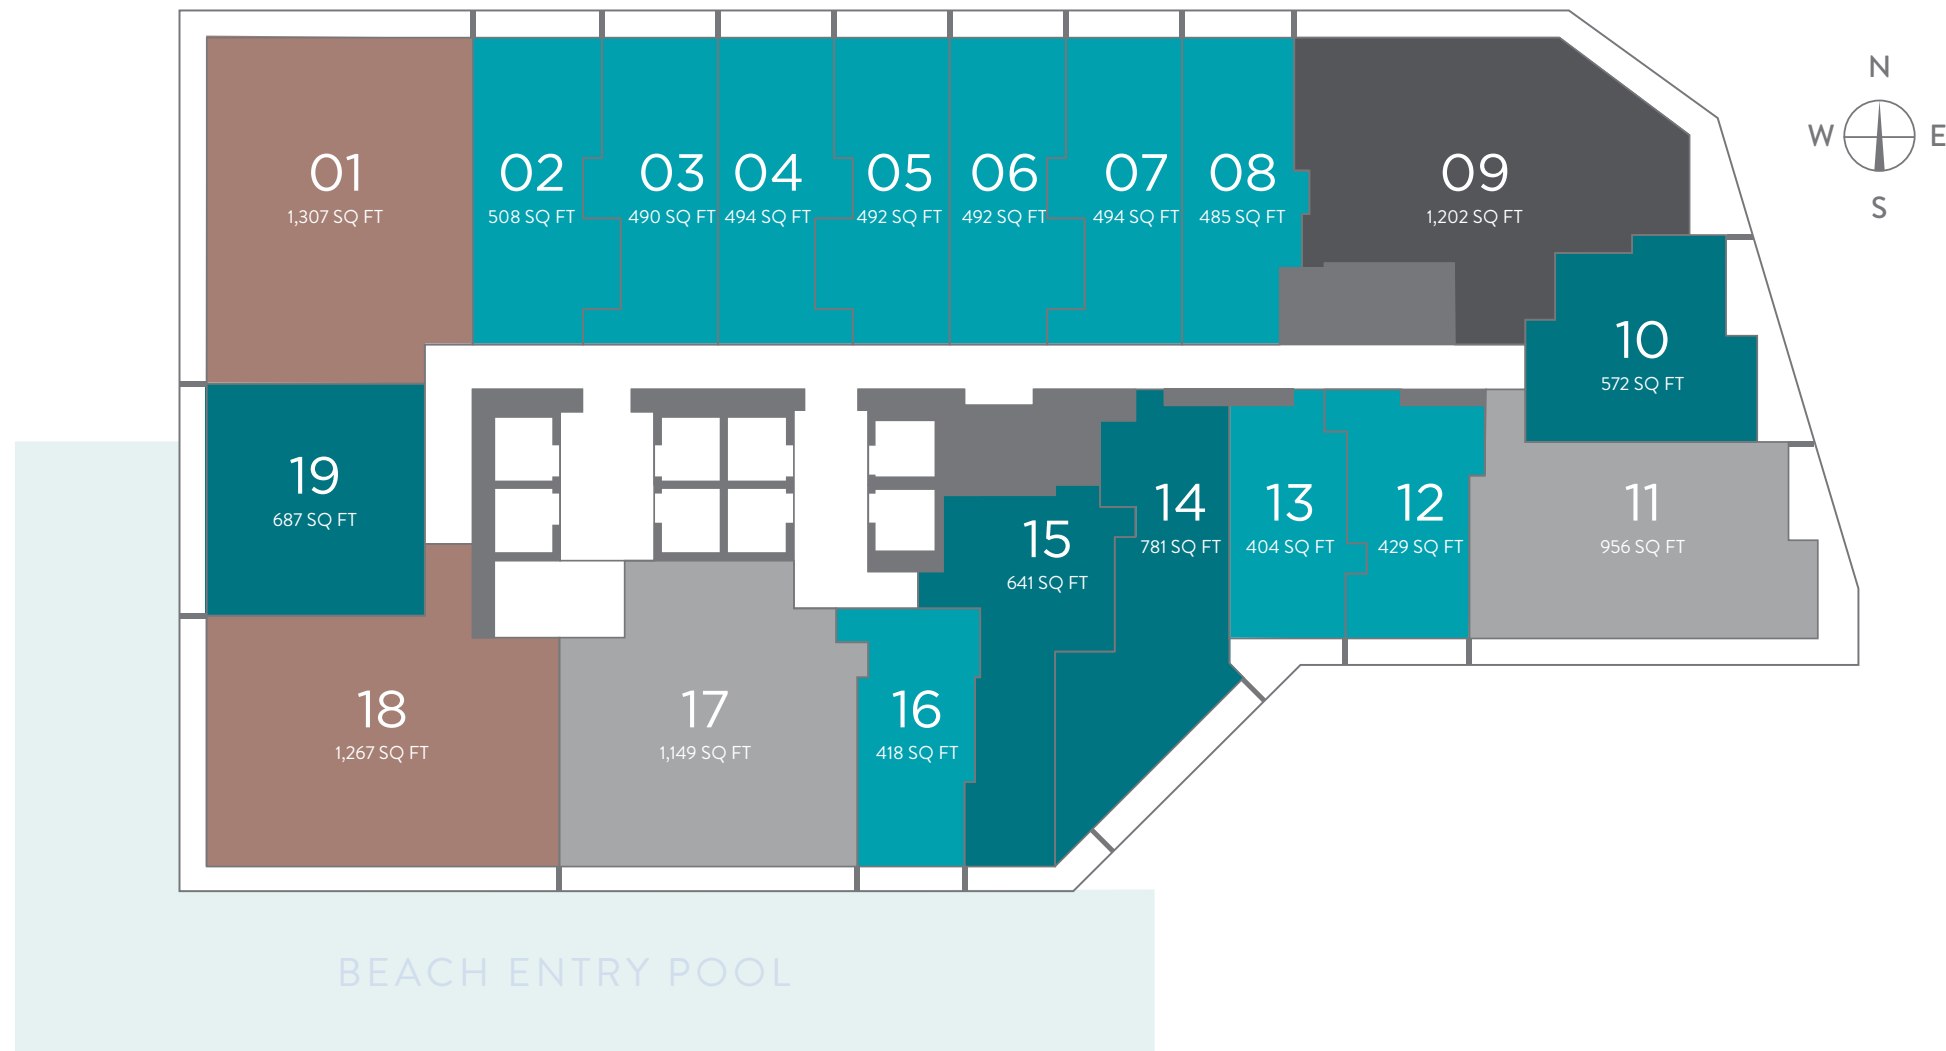 N
W E
S
01
1,307 SQ FT
02
508 SQ FT
03
490 SQ FT
04
494 SQ FT
05
492 SQ FT
06
492 SQ FT
07
494 SQ FT
08
485 SQ FT
09
1,202 SQ FT
10
572 SQ FT
19
687 SQ FT
15
641 SQ FT
14
781 SQ FT
13
404 SQ FT
12
429 SQ FT
11
956 SQ FT
18
1,267 SQ FT
17
1,149 SQ FT
16
418 SQ FT
BEACH ENTRY POOL